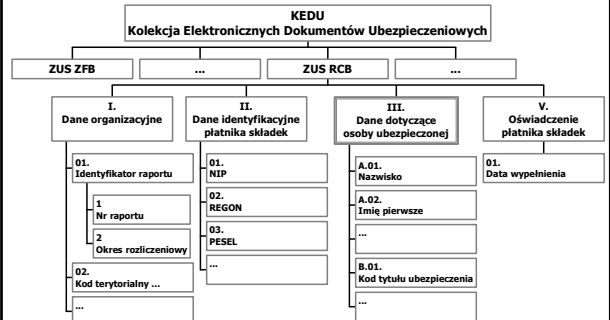 KEDU
Kolekcja Elektronicznych Dokumentów Ubezpieczeniowych
ZUS ZFB
...
ZUS RCB
...
I.
Dane organizacyjne
II.
Dane identyfikacyjne
płatnika składek
III.
Dane dotyczące
osoby ubezpieczonej
V.
Oświadczenie
płatnika składek
01.
Identyfikator raportu
1
Nr raportu
2
Okres rozliczeniowy
02.
Kod terytorialny ...
...
01.
NIP
02.
REGON
03.
PESEL
...
A.01.
Nazwisko
A.02.
Imię pierwsze
...
B.01.
Kod tytułu ubezpieczenia
...
01.
Data wypełnienia